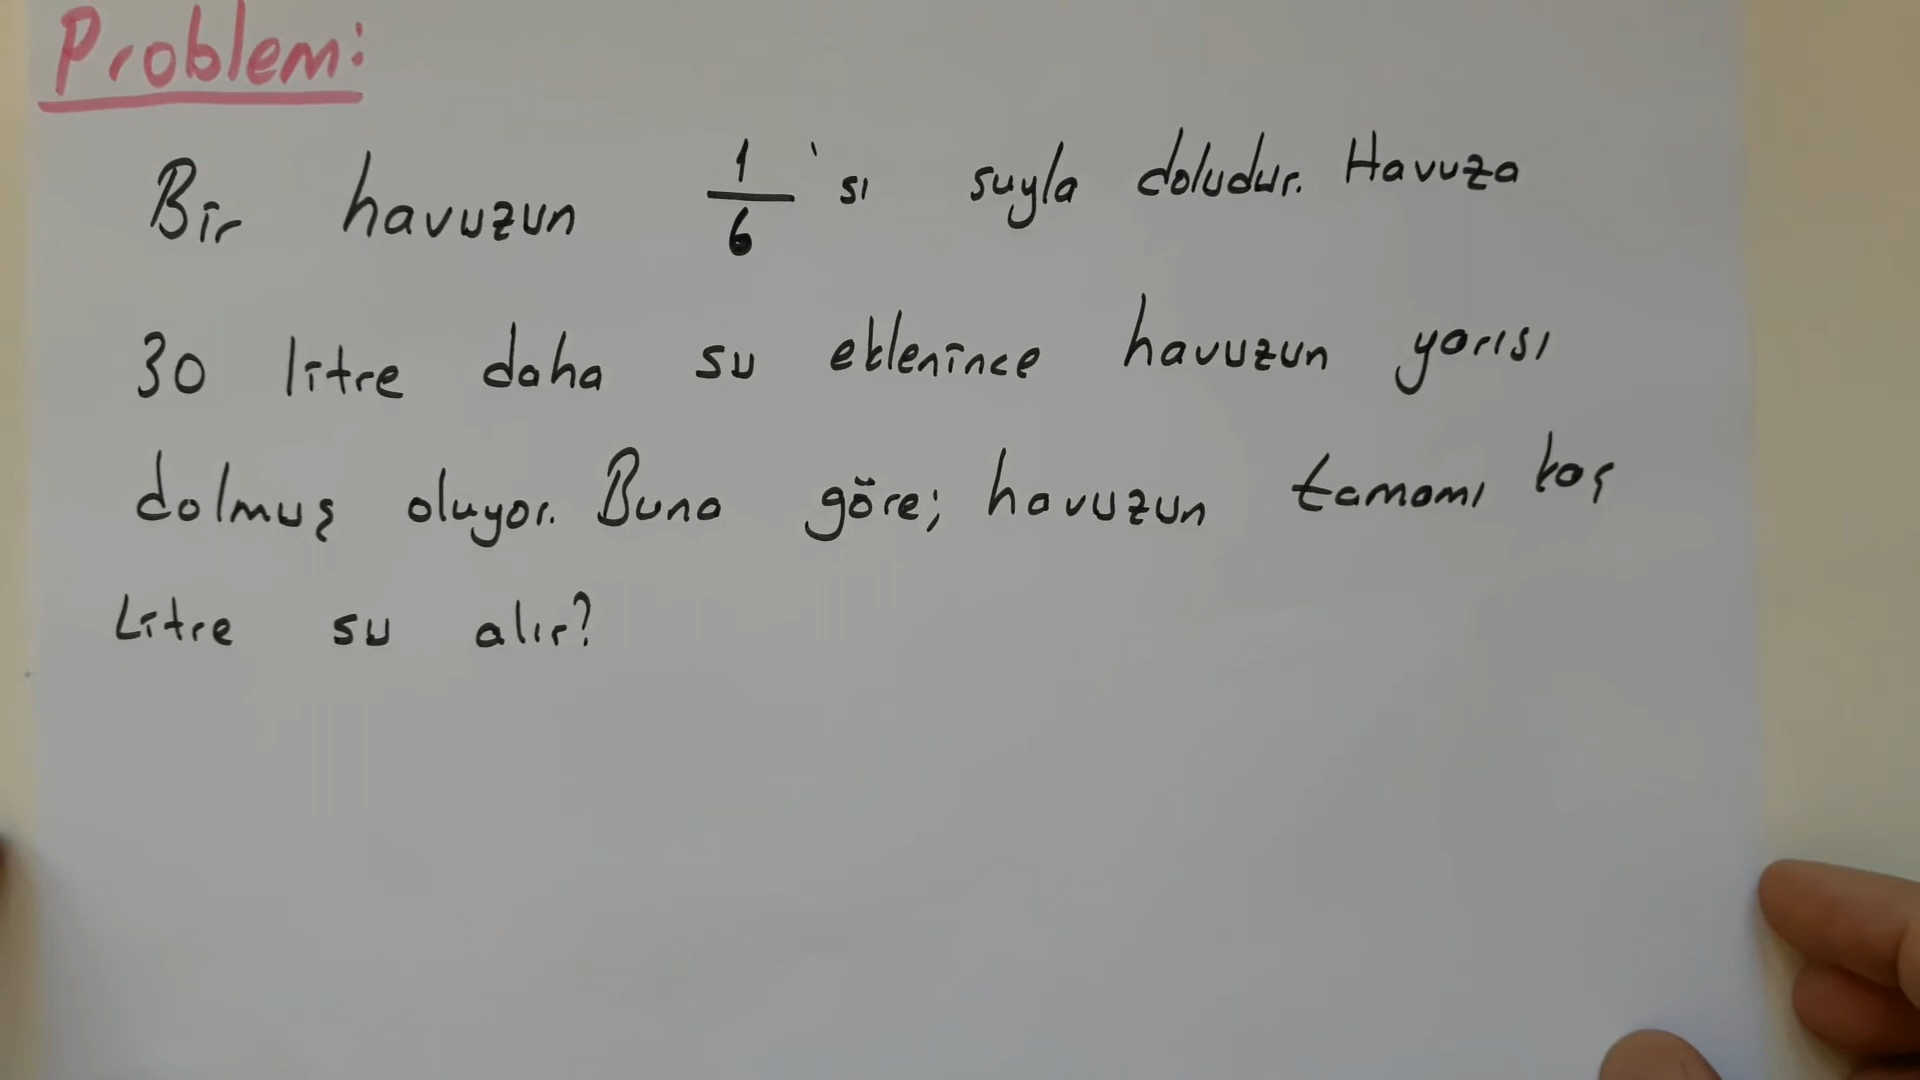 Problem:
Bir havuzun 1/6 'sı suyla doludur. Havuza
30 litre daha su eklenince havuzun yarısı
dolmuş oluyor. Buna göre; havuzun tamamı kaç
Litre su alır?